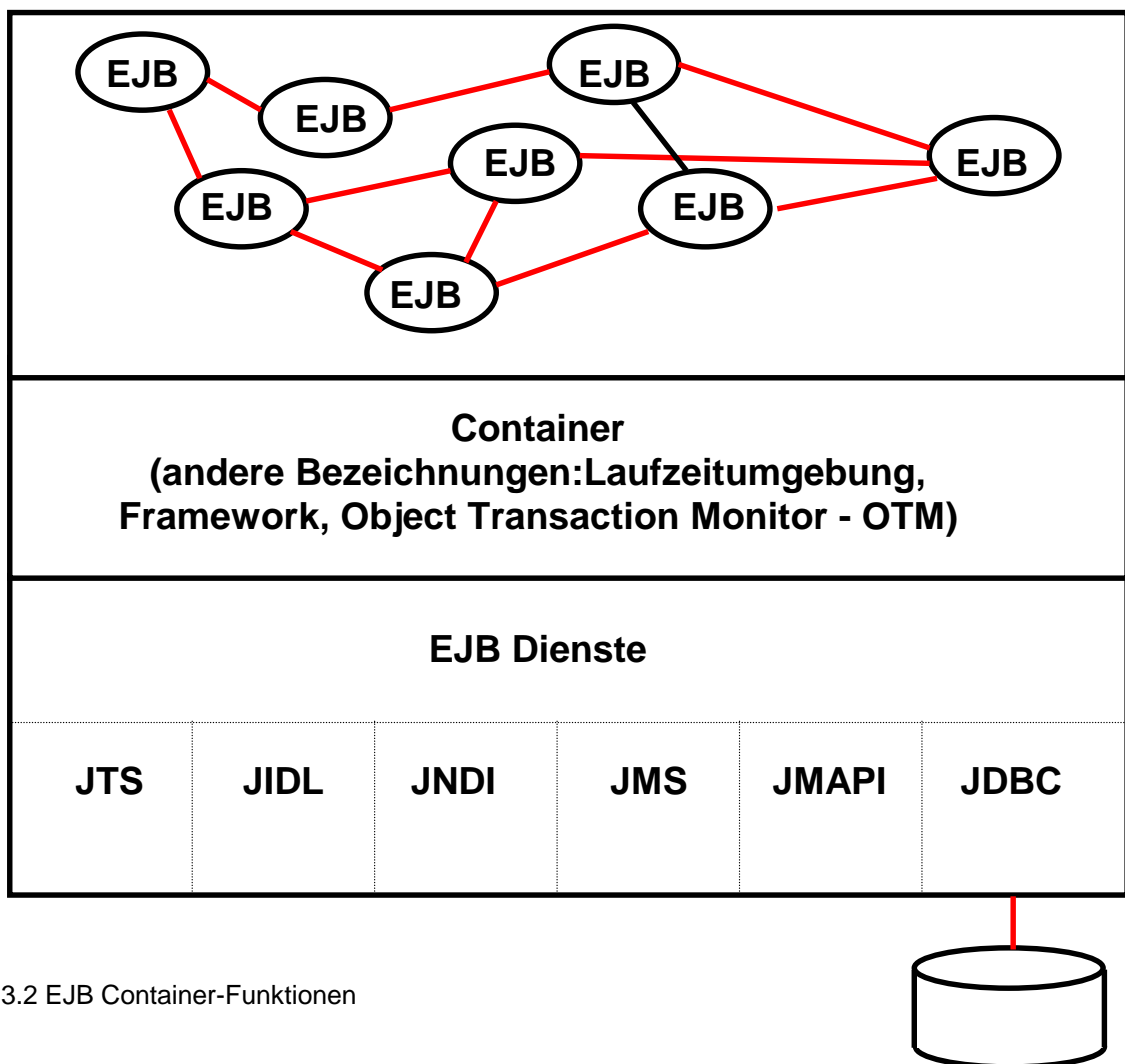 EJB
EJB
EJB
EJB
EJB
EJB
EJB
EJB
Container
(andere Bezeichnungen:Laufzeitumgebung,
Framework, Object Transaction Monitor - OTM)
EJB Dienste
JTS JIDL JNDI JMS JMAPI JDBC
3.2 EJB Container-Funktionen